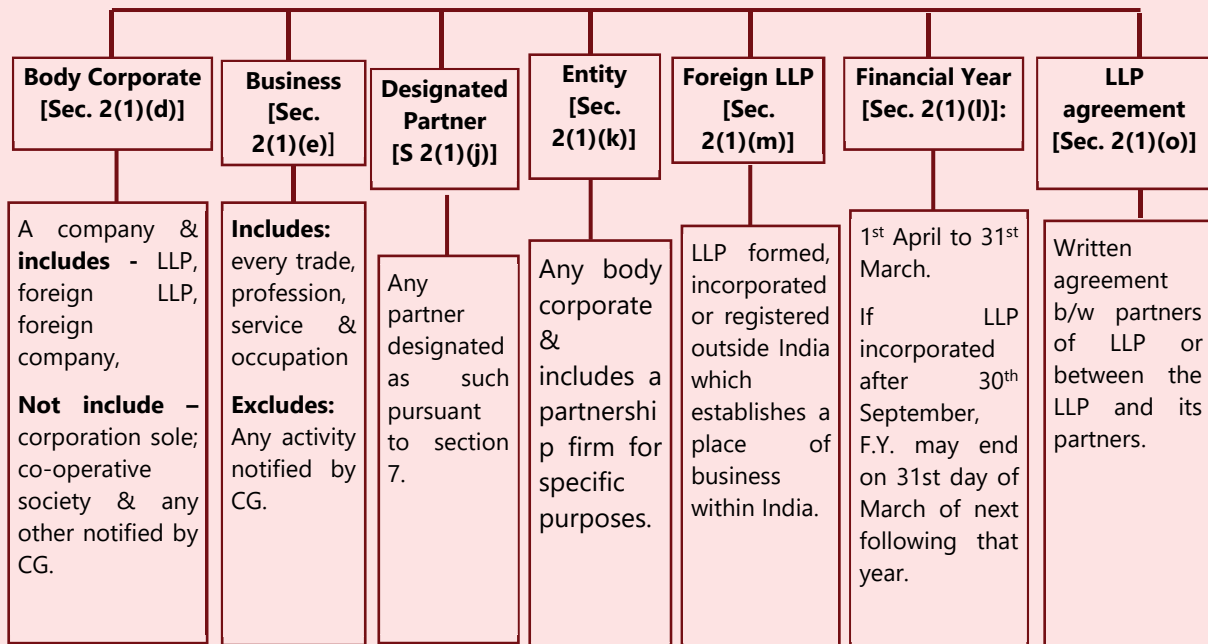 Body Corporate
[Sec. 2(1)(d)]
A company &
includes - LLP,
foreign LLP,
foreign
company,
Not include –
corporation sole;
co-operative
society & any
other notified by
CG.
Business
[Sec.
2(1)(e)]
Includes:
every trade,
profession,
service &
occupation
Excludes:
Any activity
notified by
CG.
Designated
Partner
[S 2(1)(j)]
Any
partner
designated
as such
pursuant
to section
7.
Entity
[Sec.
2(1)(k)]
Any body
corporate
&
includes a
partnershi
p firm for
specific
purposes.
Foreign LLP
[Sec.
2(1)(m)]
LLP formed,
incorporated
or registered
outside India
which
establishes a
place of
business
within India.
Financial Year
[Sec. 2(1)(l)]:
1st April to 31st
March.
If LLP
incorporated
after 30th
September,
F.Y. may end
on 31st day of
March of next
following that
year.
LLP
agreement
[Sec. 2(1)(o)]
Written
agreement
b/w partners
of LLP or
between the
LLP and its
partners.